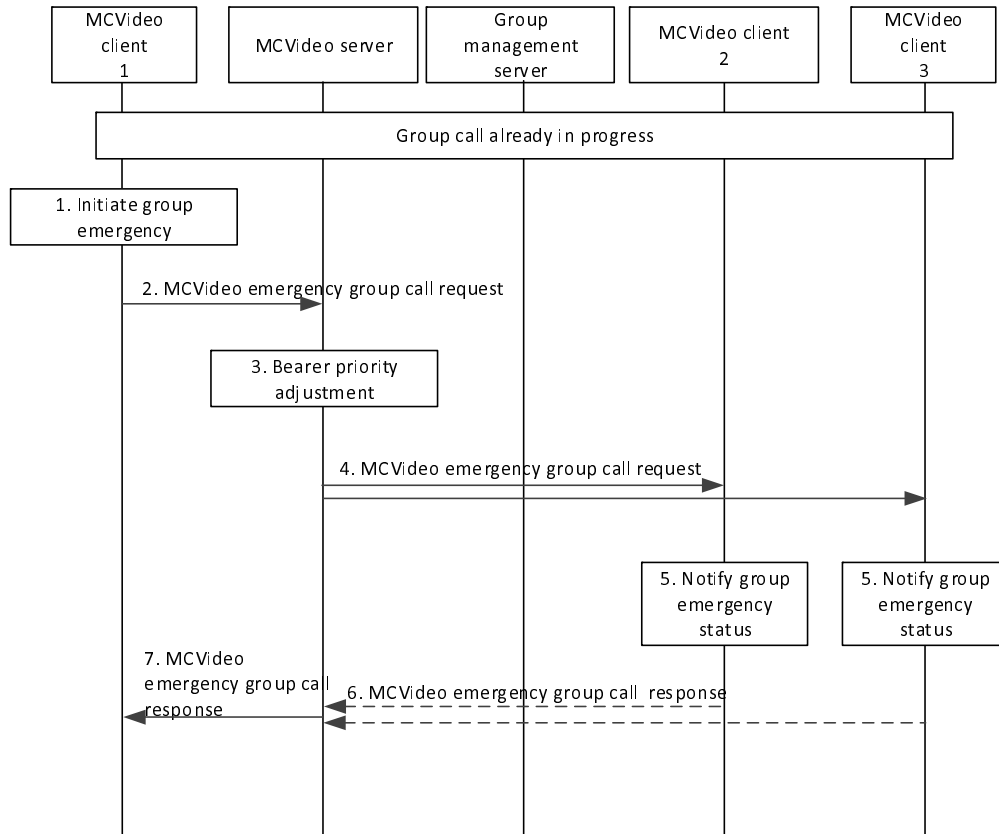 MCVideo
client
1
MCVideo server
Group
management
server
MCVideo client
2
MCVideo
client
3
Group call already in progress
1. Initiate group
emergency
2. MCVideo emergency group call request
3. Bearer priority
adjustment
4. MCVideo emergency group call request
5. Notify group
emergency
status
5. Notify group
emergency
status
7. MCVideo
emergency group call
response
6. MCVideo emergency group call response